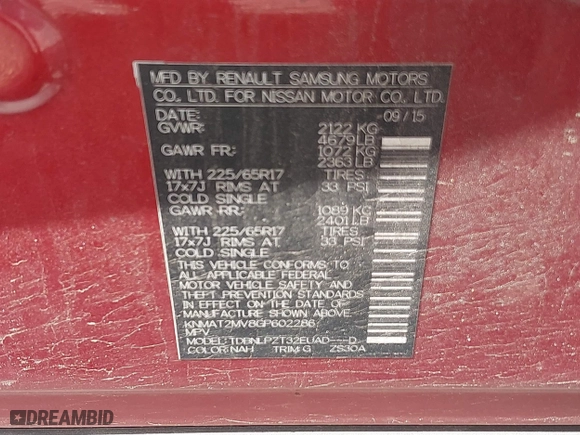 MFD BY RENAULT SAMSUNG MOTORS
CO., LTD. FOR NISSAN MOTOR CO., LTD.
DATE: 09/15
GVWR: 2122 KG
4679 LB
GAWR FR: 1072 KG
2363 LB
WITH 225/65R17 TIRES
17x7J RIMS AT 33 PSI
COLD SINGLE
GAWR RR: 1089 KG
2401 LB
WITH 225/65R17 TIRES
17x7J RIMS AT 33 PSI
COLD SINGLE
THIS VEHICLE CONFORMS TO
ALL APPLICABLE FEDERAL
MOTOR VEHICLE SAFETY AND
THEFT PREVENTION STANDARDS
IN EFFECT ON THE DATE OF
MANUFACTURE SHOWN ABOVE.
KNMAT2MV8GP602286
MPV
MODEL: TDBNLPZT32EUAD---D
COLOR:NAH TRIM:G ZS30A
DREAMBID